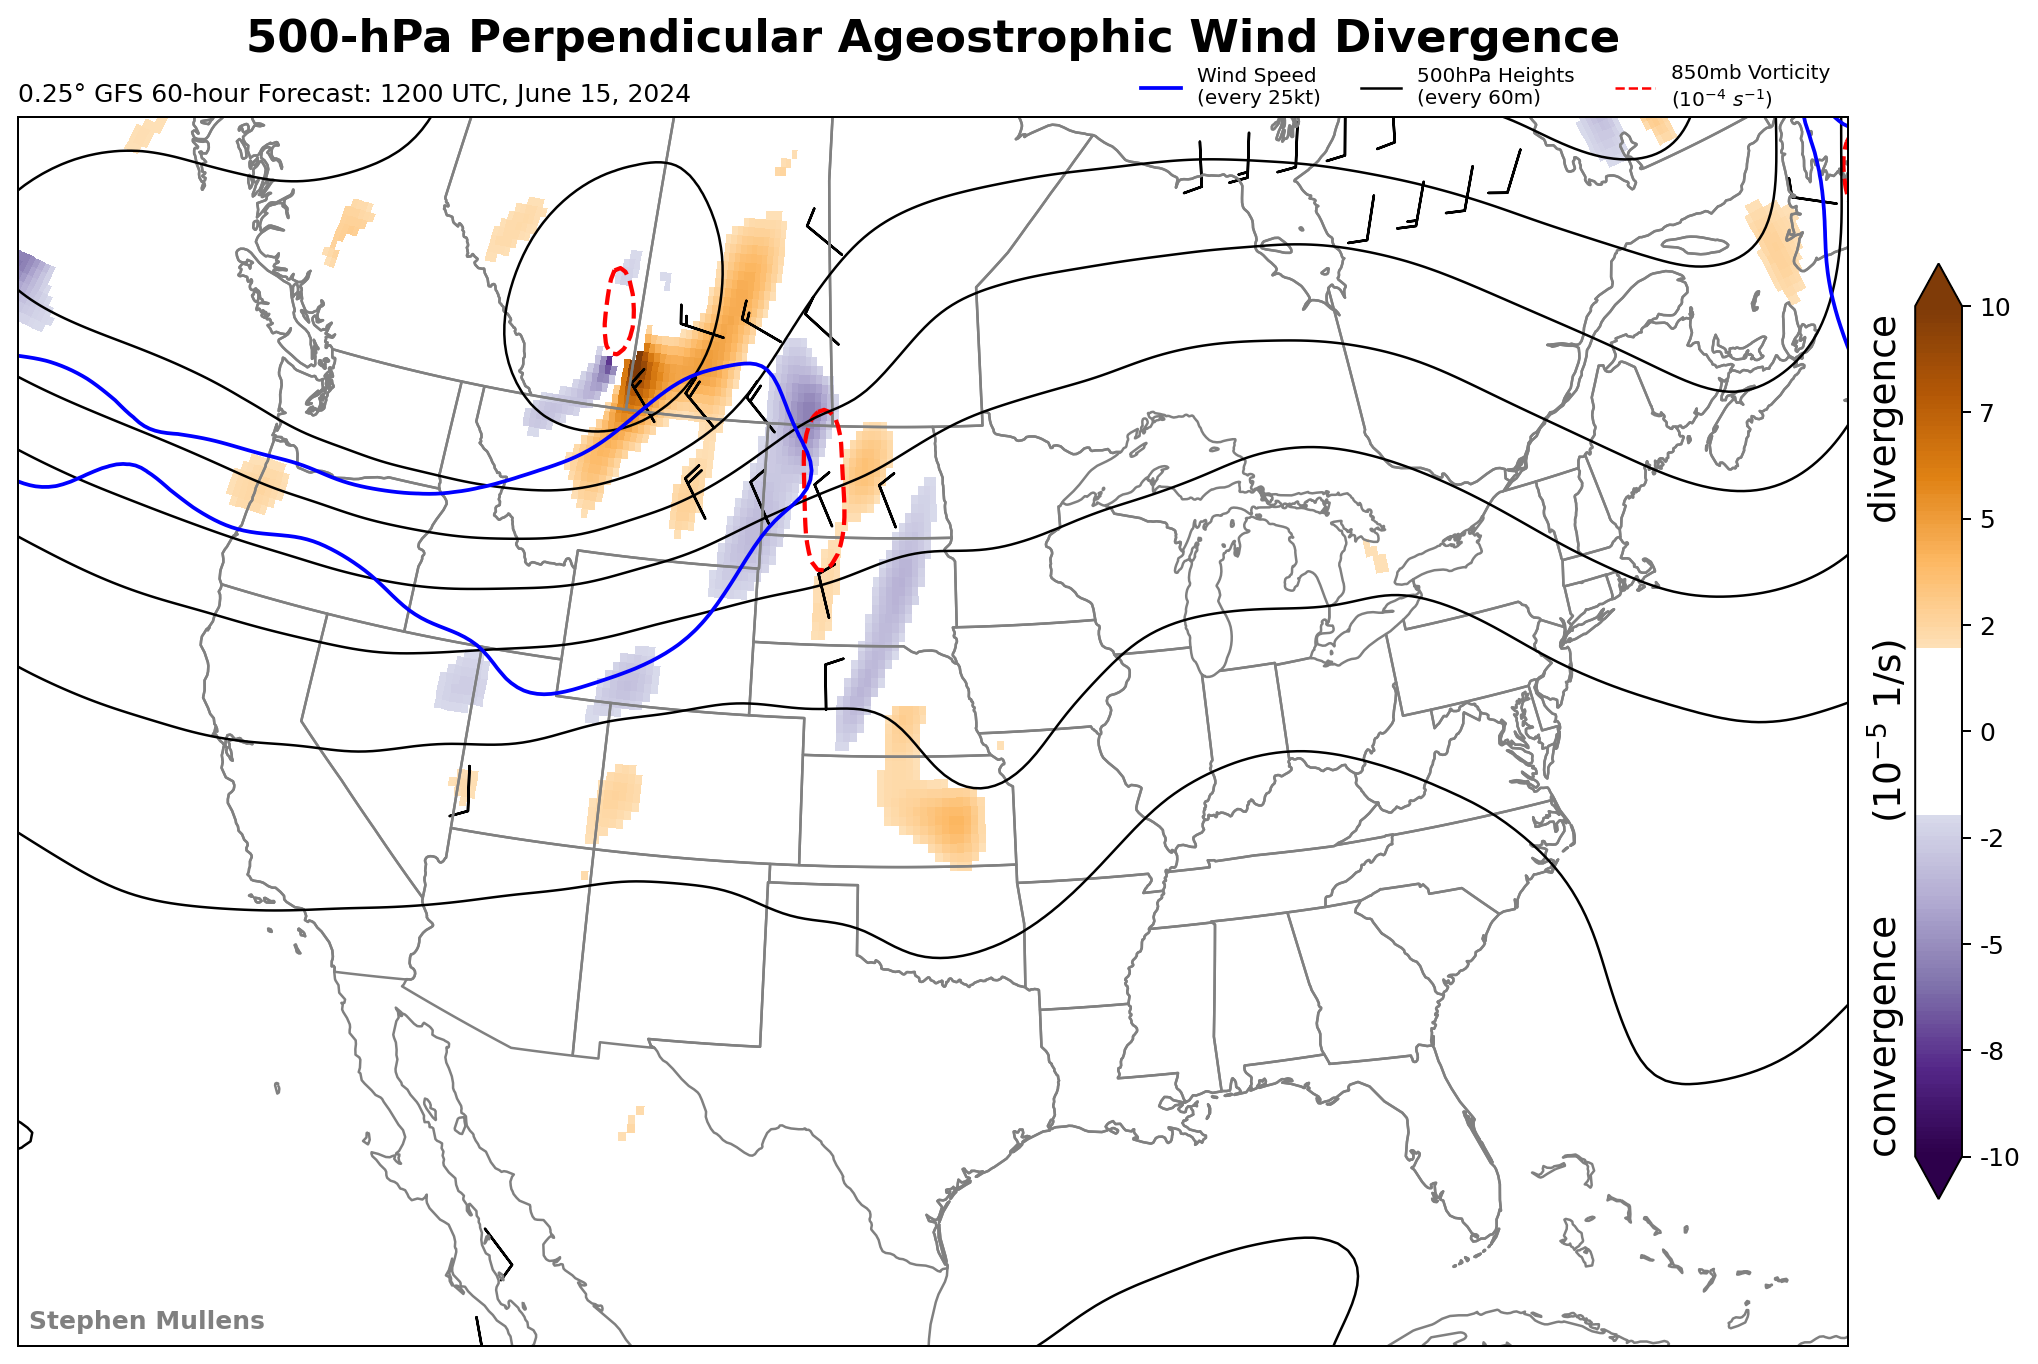 500-hPa Perpendicular Ageostrophic Wind Divergence
0.25° GFS 60-hour Forecast: 1200 UTC, June 15, 2024
Wind Speed
(every 25kt)
500hPa Heights
(every 60m)
850mb Vorticity
(10⁻⁴ s⁻¹)
10
7
5
2
0
-2
-5
-8
-10
convergence (10⁻⁵ 1/s) divergence
Stephen Mullens